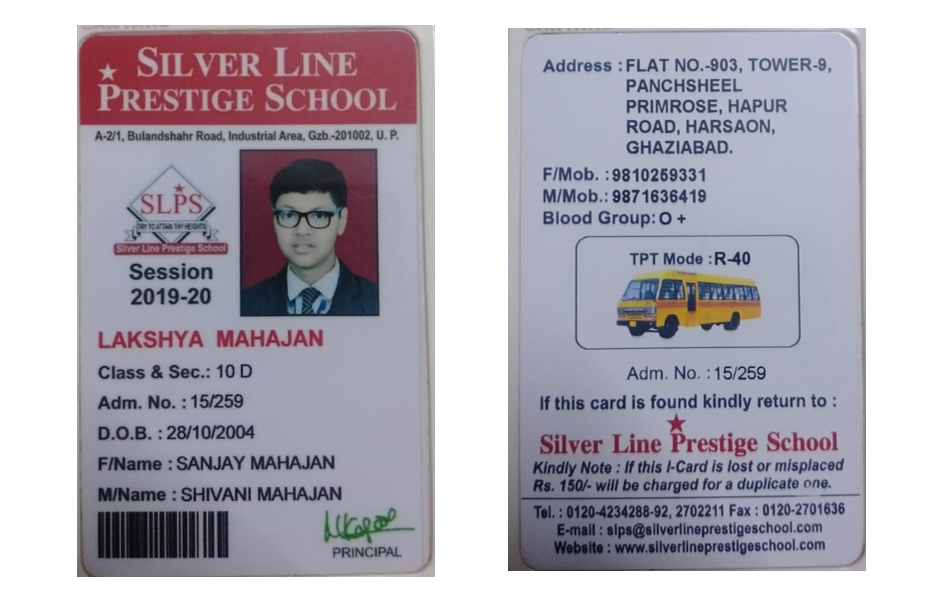 SILVER LINE
PRESTIGE SCHOOL
A-2/1, Bulandshahr Road, Industrial Area, Gzb.-201002, U. P.
SLPS
TRY TO ATTAIN THY HEIGHTS
Silver Line Prestige School
Session
2019-20
LAKSHYA MAHAJAN
Class & Sec.: 10 D
Adm. No. : 15/259
D.O.B. : 28/10/2004
F/Name : SANJAY MAHAJAN
M/Name : SHIVANI MAHAJAN
PRINCIPAL
Address : FLAT NO.-903, TOWER-9,
PANCHSHEEL
PRIMROSE, HAPUR
ROAD, HARSAON,
GHAZIABAD.
F/Mob. : 9810259331
M/Mob. : 9871636419
Blood Group: O +
TPT Mode : R-40
Adm. No. : 15/259
If this card is found kindly return to :
Silver Line Prestige School
Kindly Note : If this I-Card is lost or misplaced
Rs. 150/- will be charged for a duplicate one.
Tel. : 0120-4234288-92, 2702211 Fax : 0120-2701636
E-mail : slps@silverlineprestigeschool.com
Website : www.silverlineprestigeschool.com